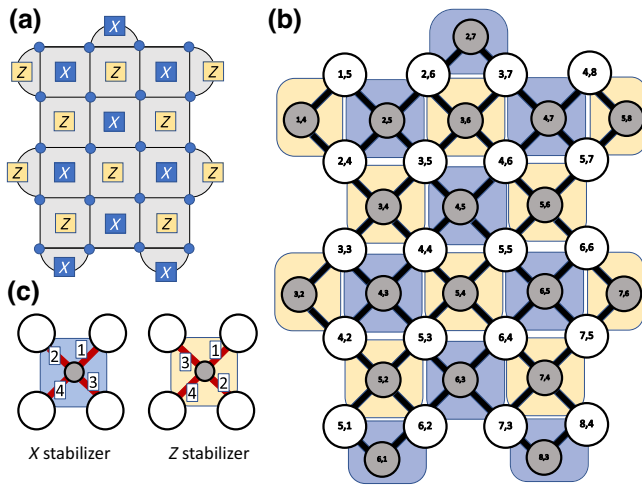 (a)
X
Z X Z X Z
Z X Z
Z X Z X Z
Z X Z
X X
(b)
2,7
1,5 2,6 3,7 4,8
1,4 2,5 3,6 4,7 5,8
2,4 3,5 4,6 5,7
3,4 4,5 5,6
3,3 4,4 5,5 6,6
3,2 4,3 5,4 6,5 7,6
4,2 5,3 6,4 7,5
5,2 6,3 7,4
5,1 6,2 7,3 8,4
6,1 8,3
(c)
2 1
4 3
X stabilizer
3 1
4 2
Z stabilizer